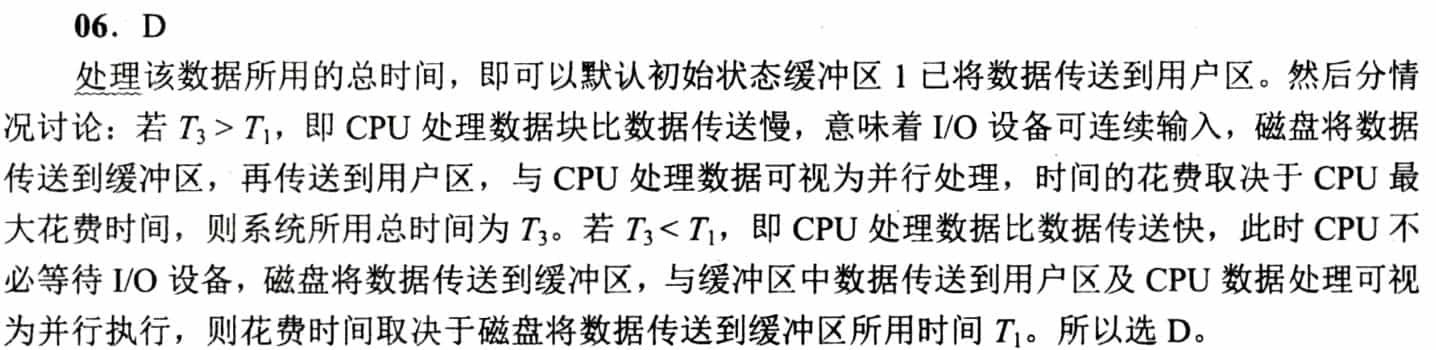 06. D
处理该数据所用的总时间，即可以默认初始状态缓冲区 1 已将数据传送到用户区。然后分情
况讨论：若 T₃ > T₁，即 CPU 处理数据块比数据传送慢，意味着 I/O 设备可连续输入，磁盘将数据
传送到缓冲区，再传送到用户区，与 CPU 处理数据可视为并行处理，时间的花费取决于 CPU 最
大花费时间，则系统所用总时间为 T₃。若 T₃ < T₁，即 CPU 处理数据比数据传送快，此时 CPU 不
必等待 I/O 设备，磁盘将数据传送到缓冲区，与缓冲区中数据传送到用户区及 CPU 数据处理可视
为并行执行，则花费时间取决于磁盘将数据传送到缓冲区所用时间 T₁。所以选 D。